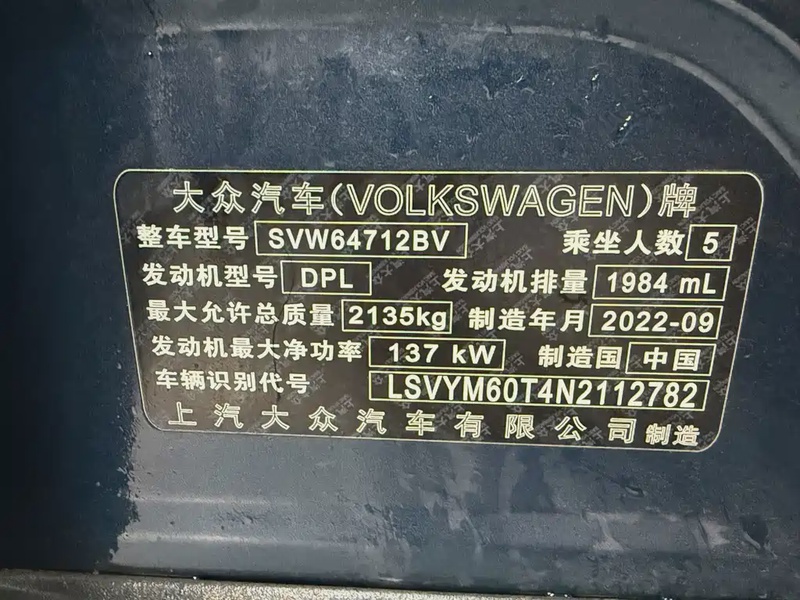 大众汽车(VOLKSWAGEN)牌
整车型号 SVW64712BV 乘坐人数 5
发动机型号 DPL 发动机排量 1984 mL
最大允许总质量 2135kg 制造年月 2022-09
发动机最大净功率 137 kW 制造国 中国
车辆识别代号 LSVYM60T4N2112782
上汽大众汽车有限公司 制造